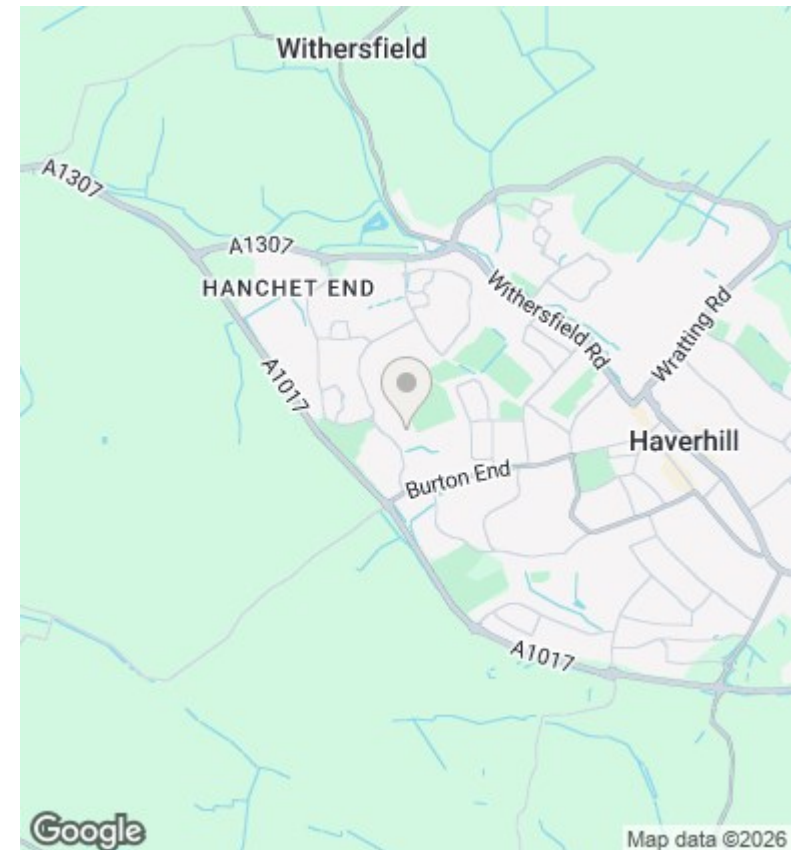 Withersfield
A1307
A1307
HANCHET END
Withersfield Rd
Wratting Rd
A1017
Haverhill
Burton End
A1017
Google
Map data ©2026